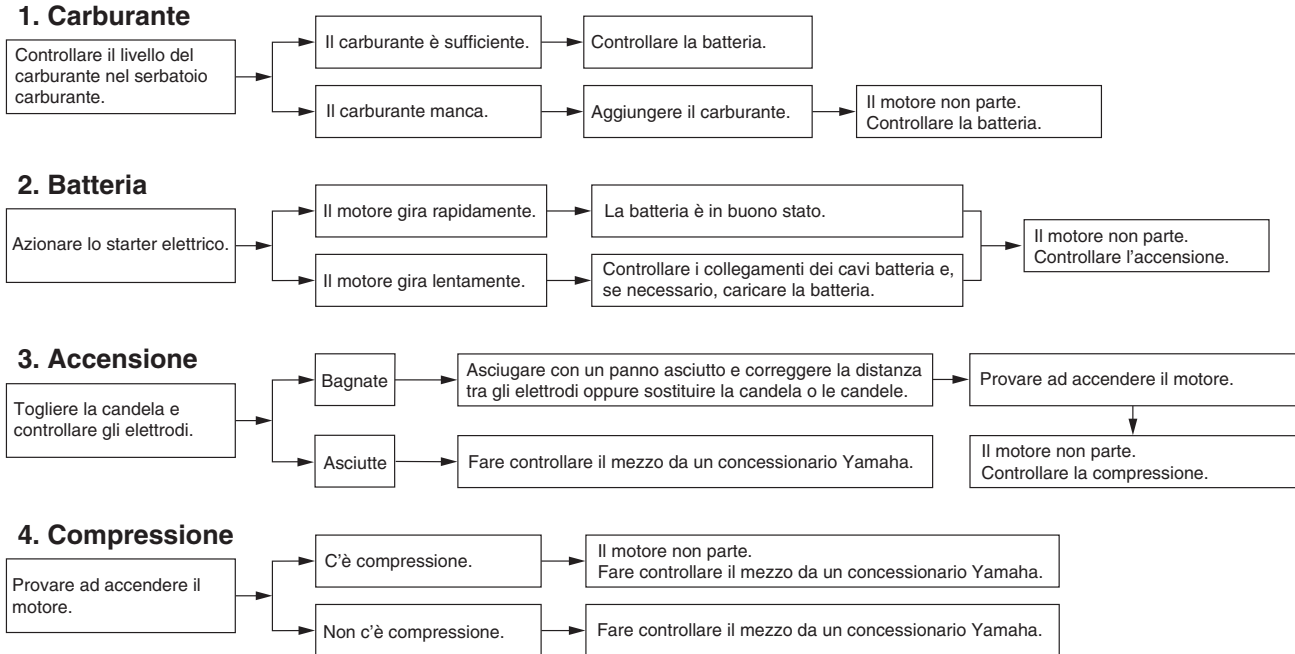 1. Carburante
Controllare il livello del
carburante nel serbatoio
carburante.
Il carburante è sufficiente.
Controllare la batteria.
Il carburante manca.
Aggiungere il carburante.
Il motore non parte.
Controllare la batteria.
2. Batteria
Azionare lo starter elettrico.
Il motore gira rapidamente.
La batteria è in buono stato.
Il motore gira lentamente.
Controllare i collegamenti dei cavi batteria e,
se necessario, caricare la batteria.
Il motore non parte.
Controllare l’accensione.
3. Accensione
Togliere la candela e
controllare gli elettrodi.
Bagnate
Asciugare con un panno asciutto e correggere la distanza
tra gli elettrodi oppure sostituire la candela o le candele.
Provare ad accendere il motore.
Il motore non parte.
Controllare la compressione.
Asciutte
Fare controllare il mezzo da un concessionario Yamaha.
4. Compressione
Provare ad accendere il
motore.
C’è compressione.
Il motore non parte.
Fare controllare il mezzo da un concessionario Yamaha.
Non c’è compressione.
Fare controllare il mezzo da un concessionario Yamaha.